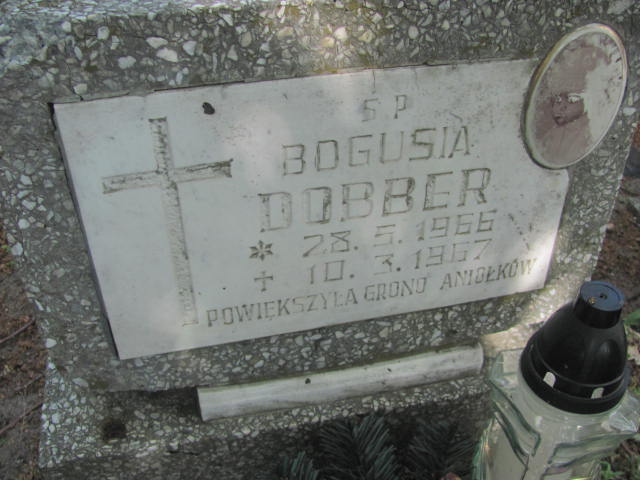 S P
BOGUSIA
DOBBER
* 28. 5. 1966
+ 10. 3. 1967
POWIĘKSZYŁA GRONO ANIOŁKÓW